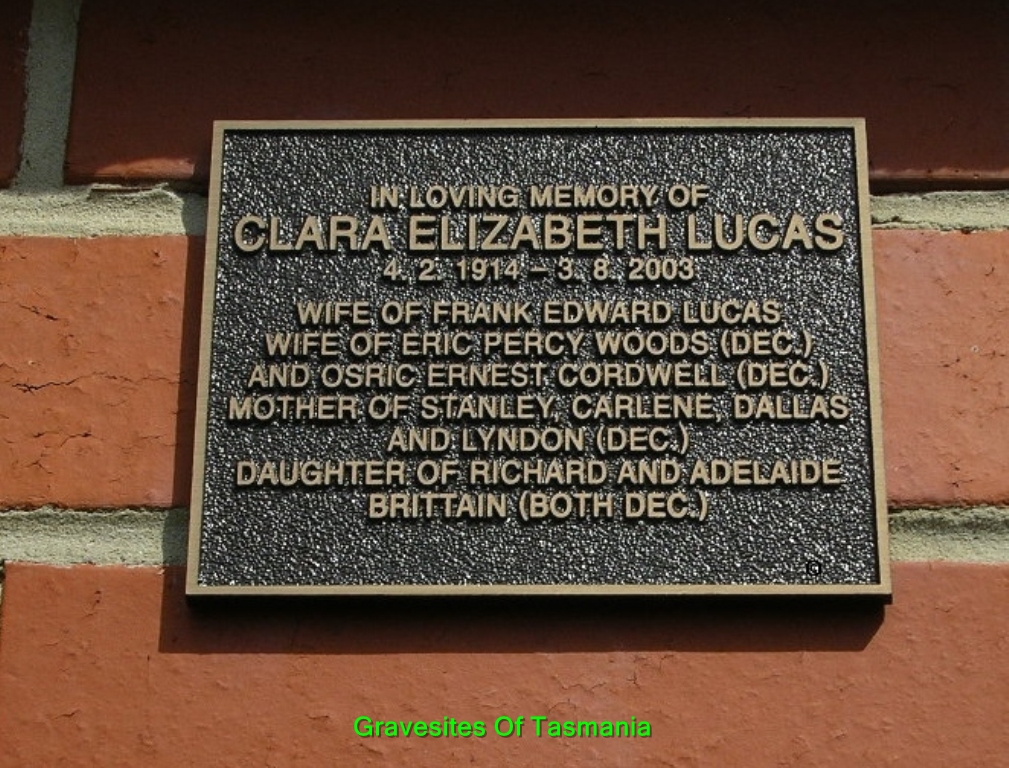 IN LOVING MEMORY OF
CLARA ELIZABETH LUCAS
4. 2. 1914 – 3. 8. 2003
WIFE OF FRANK EDWARD LUCAS
WIFE OF ERIC PERCY WOODS (DEC.)
AND OSRIC ERNEST CORDWELL (DEC.)
MOTHER OF STANLEY, CARLENE, DALLAS
AND LYNDON (DEC.)
DAUGHTER OF RICHARD AND ADELAIDE
BRITTAIN (BOTH DEC.)
Gravesites Of Tasmania